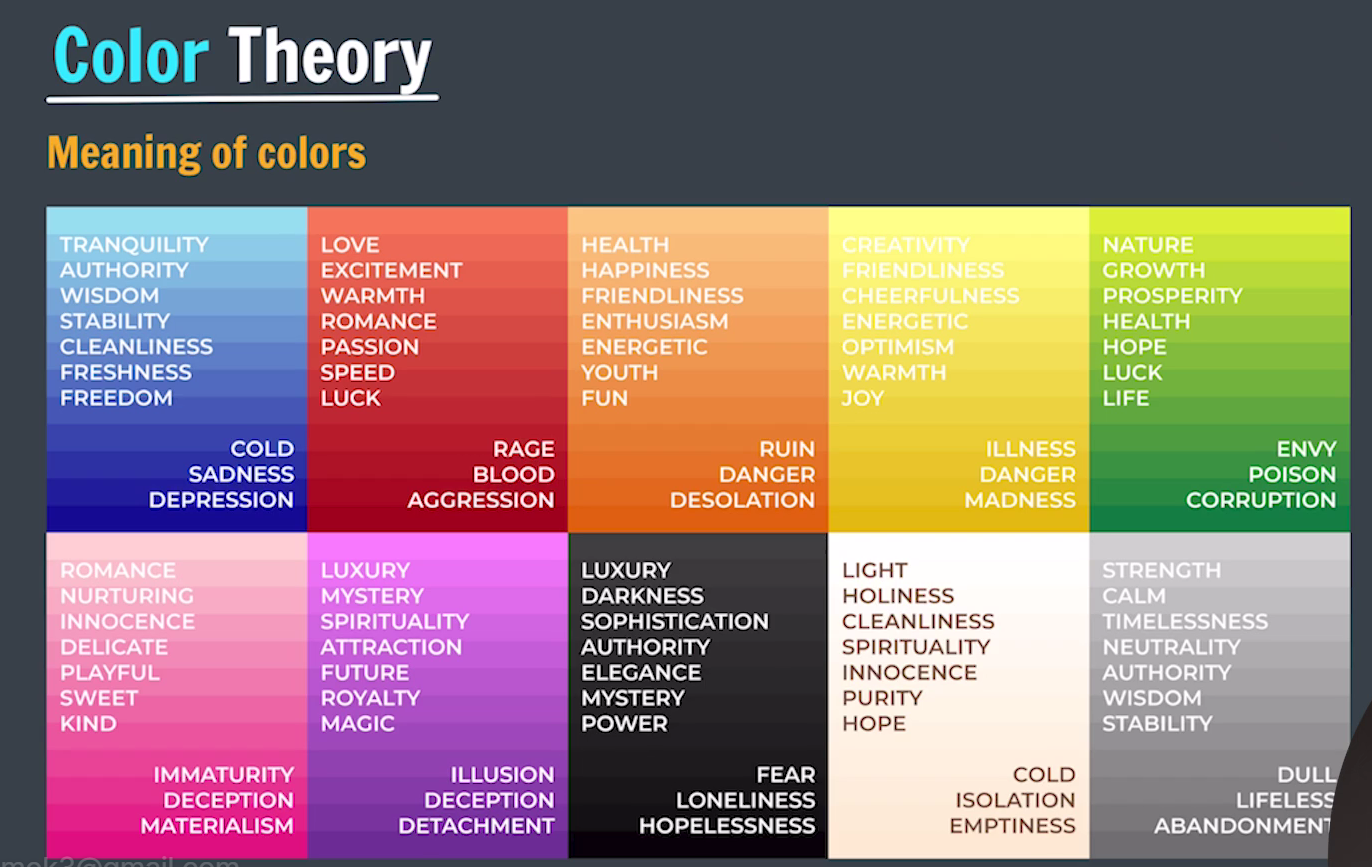 Color Theory
Meaning of colors
TRANQUILITY
AUTHORITY
WISDOM
STABILITY
CLEANLINESS
FRESHNESS
FREEDOM
COLD
SADNESS
DEPRESSION
LOVE
EXCITEMENT
WARMTH
ROMANCE
PASSION
SPEED
LUCK
RAGE
BLOOD
AGGRESSION
HEALTH
HAPPINESS
FRIENDLINESS
ENTHUSIASM
ENERGETIC
YOUTH
FUN
RUIN
DANGER
DESOLATION
CREATIVITY
FRIENDLINESS
CHEERFULNESS
ENERGETIC
OPTIMISM
WARMTH
JOY
ILLNESS
DANGER
MADNESS
NATURE
GROWTH
PROSPERITY
HEALTH
HOPE
LUCK
LIFE
ENVY
POISON
CORRUPTION
ROMANCE
NURTURING
INNOCENCE
DELICATE
PLAYFUL
SWEET
KIND
IMMATURITY
DECEPTION
MATERIALISM
LUXURY
MYSTERY
SPIRITUALITY
ATTRACTION
FUTURE
ROYALTY
MAGIC
ILLUSION
DECEPTION
DETACHMENT
LUXURY
DARKNESS
SOPHISTICATION
AUTHORITY
ELEGANCE
MYSTERY
POWER
FEAR
LONELINESS
HOPELESSNESS
LIGHT
HOLINESS
CLEANLINESS
SPIRITUALITY
INNOCENCE
PURITY
HOPE
COLD
ISOLATION
EMPTINESS
STRENGTH
CALM
TIMELESSNESS
NEUTRALITY
AUTHORITY
WISDOM
STABILITY
DULL
LIFELESS
ABANDONMENT